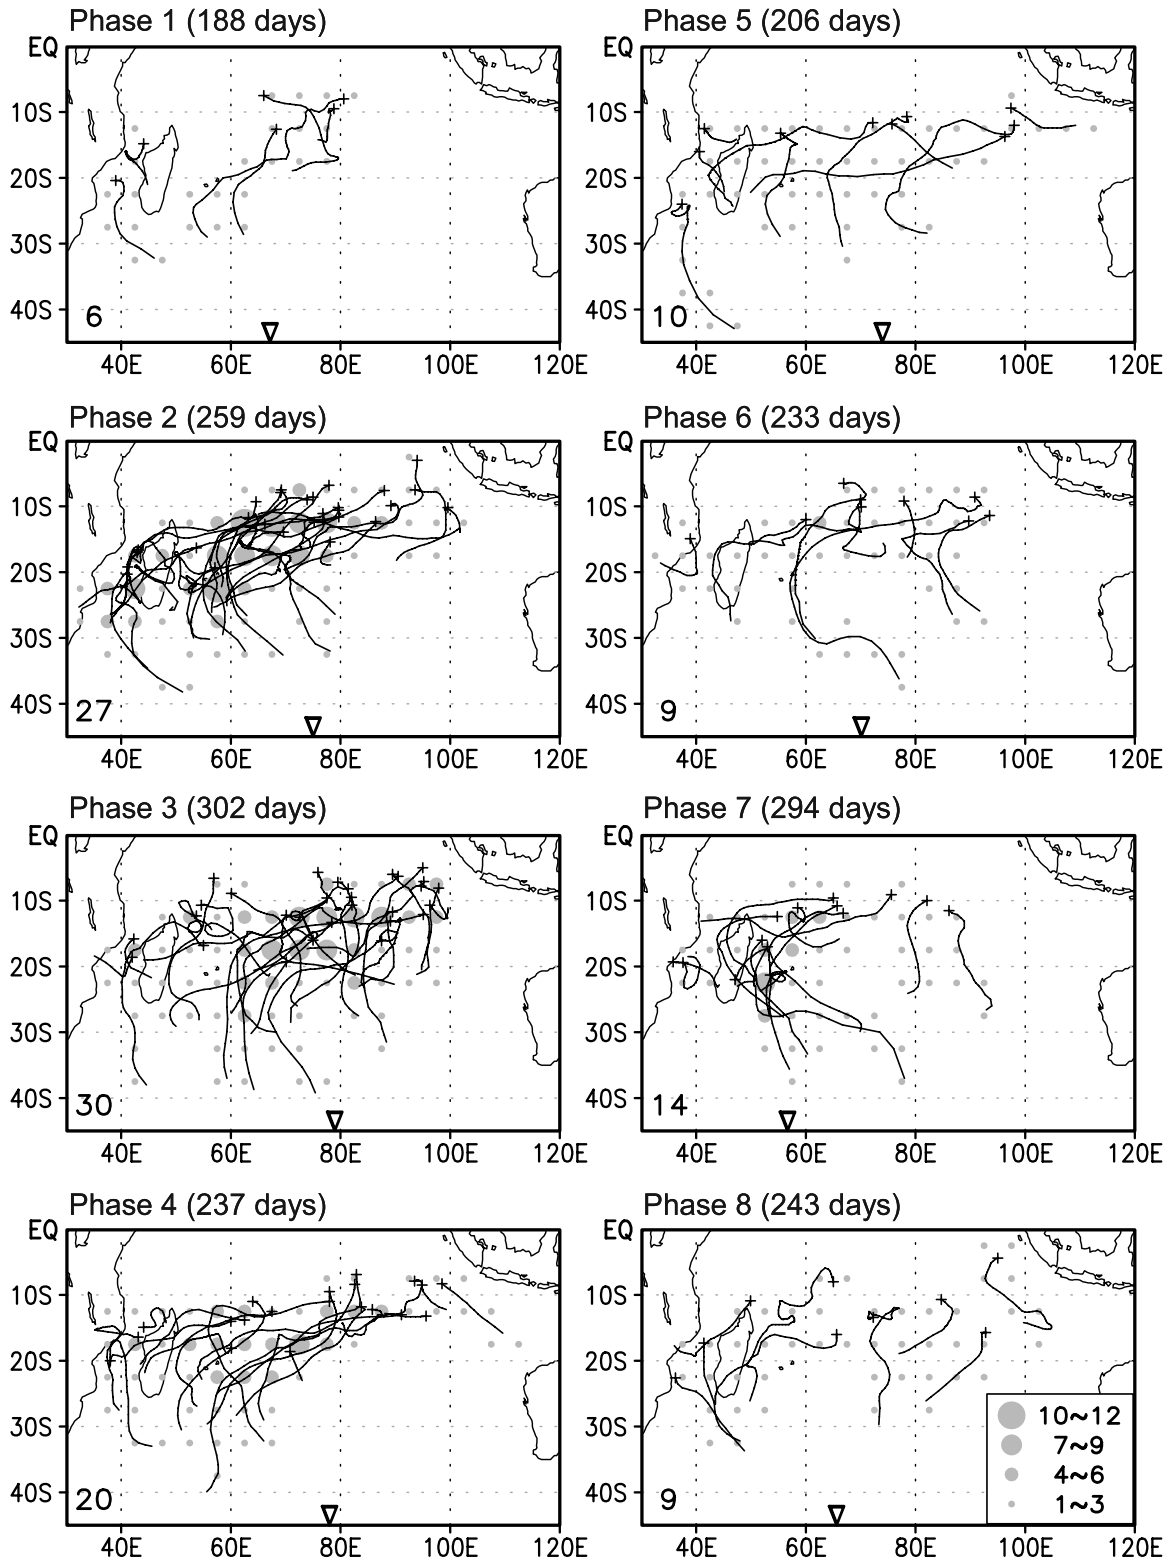 Phase 1 (188 days)
EQ
10S
20S
30S
40S
6
40E 60E 80E 100E 120E
Phase 5 (206 days)
EQ
10S
20S
30S
40S
10
40E 60E 80E 100E 120E
Phase 2 (259 days)
EQ
10S
20S
30S
40S
27
40E 60E 80E 100E 120E
Phase 6 (233 days)
EQ
10S
20S
30S
40S
9
40E 60E 80E 100E 120E
Phase 3 (302 days)
EQ
10S
20S
30S
40S
30
40E 60E 80E 100E 120E
Phase 7 (294 days)
EQ
10S
20S
30S
40S
14
40E 60E 80E 100E 120E
Phase 4 (237 days)
EQ
10S
20S
30S
40S
20
40E 60E 80E 100E 120E
Phase 8 (243 days)
EQ
10S
20S
30S
40S
9
10~12
7~9
4~6
1~3
40E 60E 80E 100E 120E